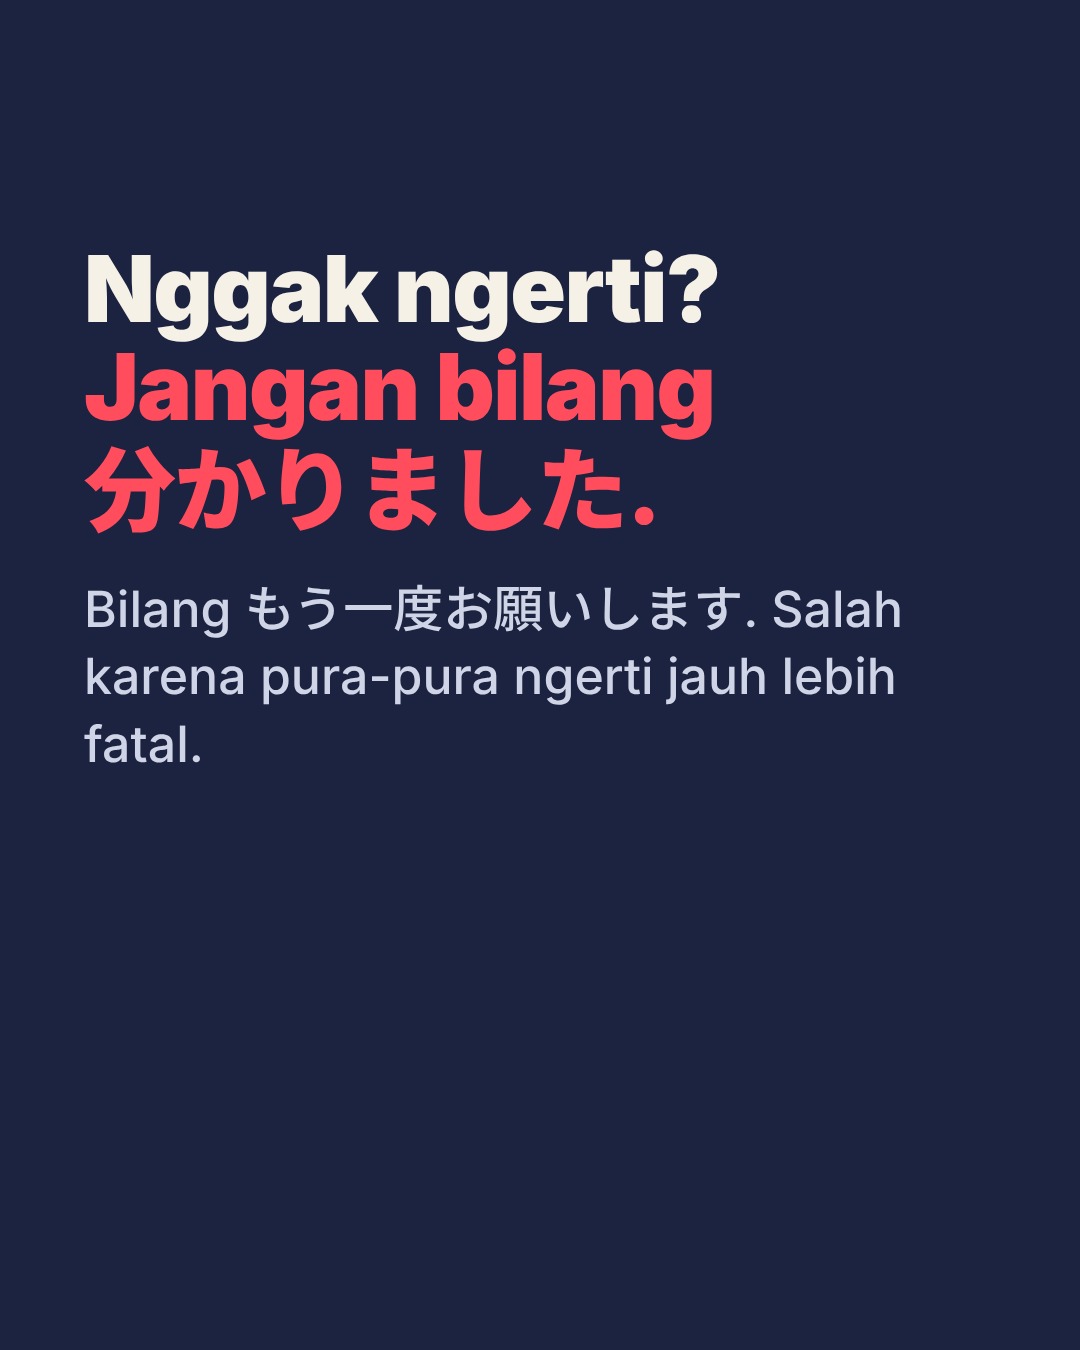 Nggak ngerti?
Jangan bilang
分かりました.
Bilang もう一度お願いします. Salah
karena pura-pura ngerti jauh lebih
fatal.